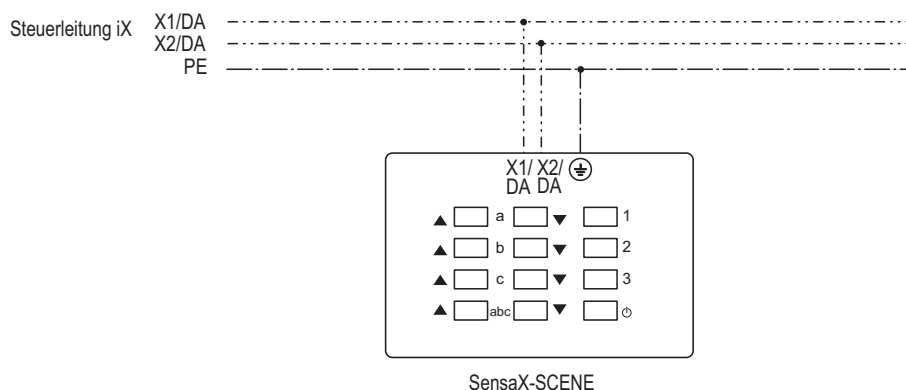 Steuerleitung iX X1/DA
X2/DA
PE
X1/ X2/
DA DA
▲ a ▼ 1
▲ b ▼ 2
▲ c ▼ 3
▲ abc ▼
SensaX-SCENE